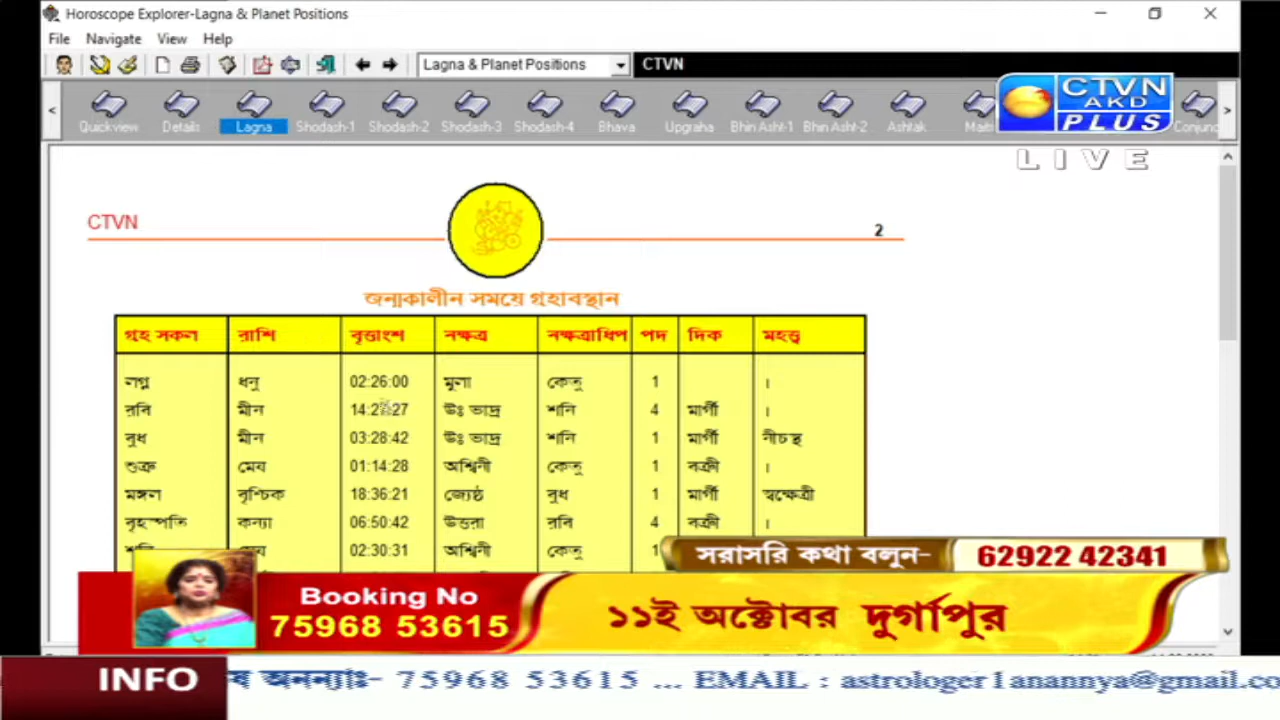 Horoscope Explorer-Lagna & Planet Positions
File Navigate View Help
Lagna & Planet Positions CTVN
Quickview Details Lagna Shodash-1 Shodash-2 Shodash-3 Shodash-4 Bhava Upgraha Bhin Asht-1 Bhin Asht-2 Ashtak
CTVN
AKD
PLUS
LIVE
CTVN 2
জন্মকালীন সময়ে গৃহাবস্থান
গৃহ সকল রাশি বৃত্তাংশ নক্ষত্র নক্ষত্রাধিপ পদ দিক মহত্ত্ব
লগ্ন ধনু 02:26:00 মুলা কেতু 1 ।
রবি মীন উঃ ভাদ্র শনি 4 মার্গী ।
বুধ মীন 03:28:42 উঃ ভাদ্র শনি 1 মার্গী নীচস্থ
শুক্র মেষ 01:14:28 অশ্বিনী কেতু 1 বক্রী ।
মঙ্গল বৃশ্চিক 18:36:21 জ্যেষ্ঠ বুধ 1 মার্গী স্বক্ষেত্রী
বৃহস্পতি কন্যা 06:50:42 উত্তরা রবি 4 বক্রী ।
02:30:31 অশ্বিনী কেতু 1
সরাসরি কথা বলুন- 62922 42341
Booking No
75968 53615
১১ই অক্টোবর দুর্গাপুর
INFO অনন্যাঃ- 75968 53615 ... EMAIL : astrologer1anannya@gmail.co